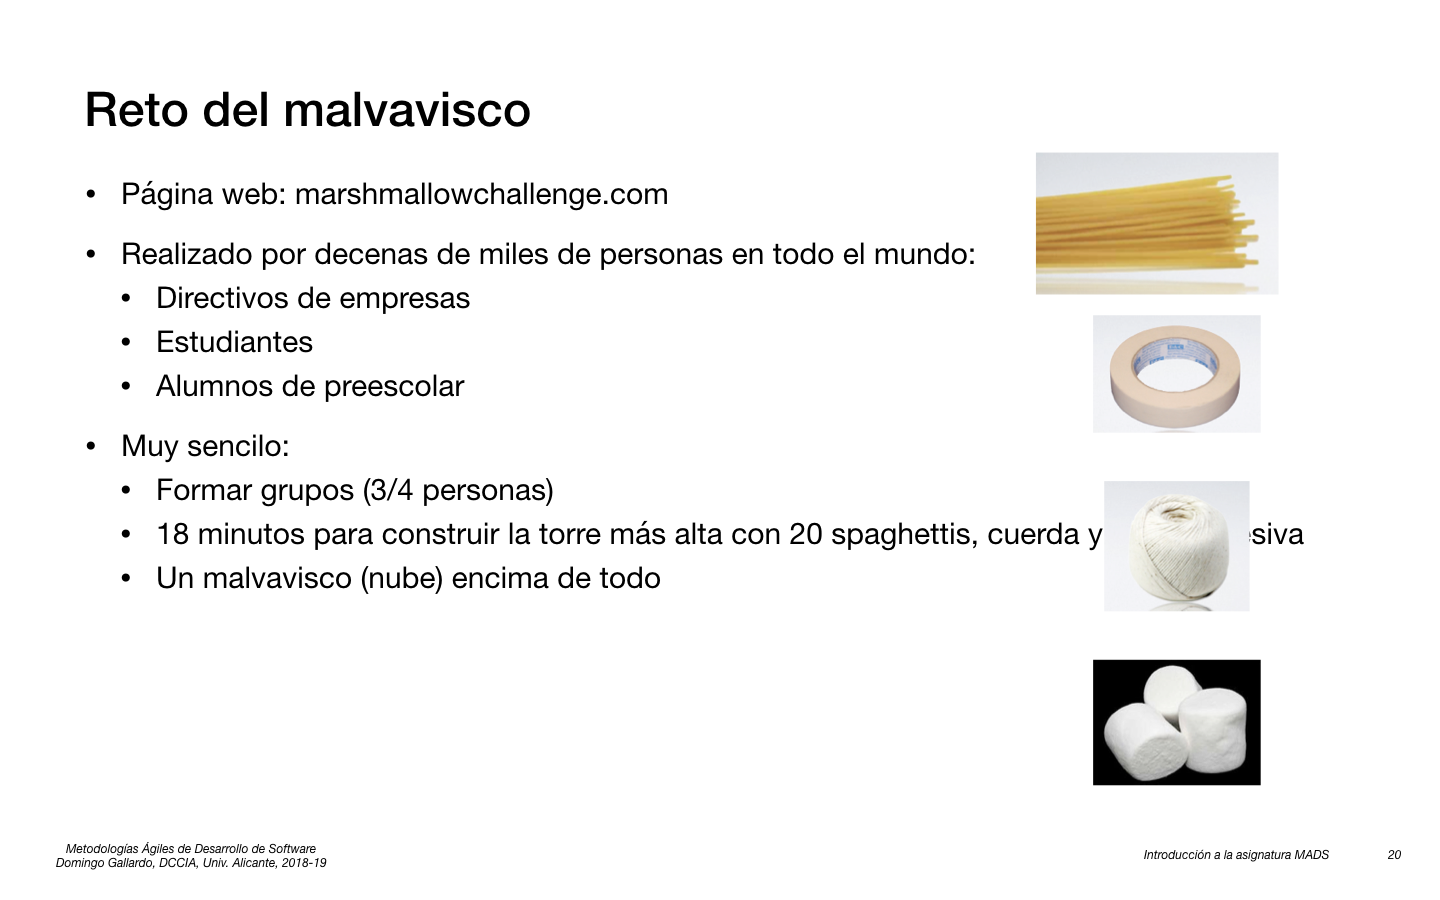 Reto del malvavisco
• Página web: marshmallowchallenge.com
• Realizado por decenas de miles de personas en todo el mundo:
• Directivos de empresas
• Estudiantes
• Alumnos de preescolar
• Muy sencilo:
• Formar grupos (3/4 personas)
• 18 minutos para construir la torre más alta con 20 spaghettis, cuerda y esiva
• Un malvavisco (nube) encima de todo
Metodologías Ágiles de Desarrollo de Software
Domingo Gallardo, DCCIA, Univ. Alicante, 2018-19
Introducción a la asignatura MADS 20